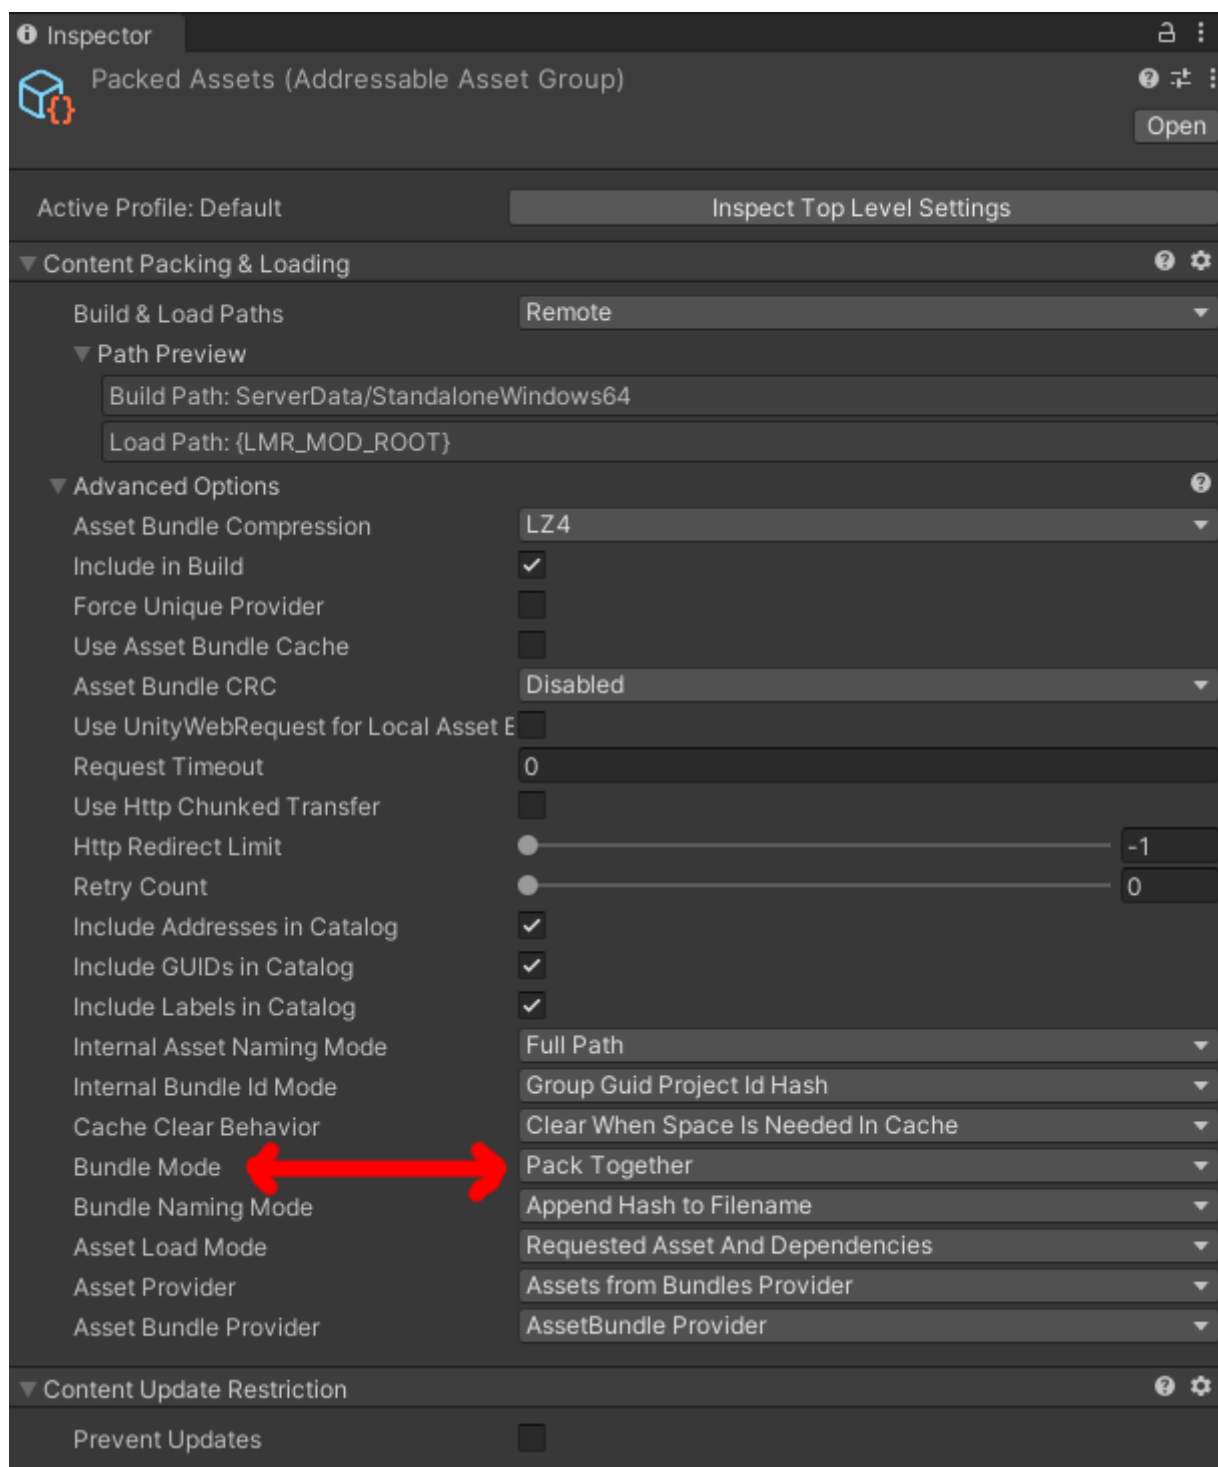 Inspector
Packed Assets (Addressable Asset Group)
Open
Active Profile: Default Inspect Top Level Settings
Content Packing & Loading
Build & Load Paths Remote
Path Preview
Build Path: ServerData/StandaloneWindows64
Load Path: {LMR_MOD_ROOT}
Advanced Options
Asset Bundle Compression LZ4
Include in Build
Force Unique Provider
Use Asset Bundle Cache
Asset Bundle CRC Disabled
Use UnityWebRequest for Local Asset B
Request Timeout 0
Use Http Chunked Transfer
Http Redirect Limit -1
Retry Count 0
Include Addresses in Catalog
Include GUIDs in Catalog
Include Labels in Catalog
Internal Asset Naming Mode Full Path
Internal Bundle Id Mode Group Guid Project Id Hash
Cache Clear Behavior Clear When Space Is Needed In Cache
Bundle Mode Pack Together
Bundle Naming Mode Append Hash to Filename
Asset Load Mode Requested Asset And Dependencies
Asset Provider Assets from Bundles Provider
Asset Bundle Provider AssetBundle Provider
Content Update Restriction
Prevent Updates